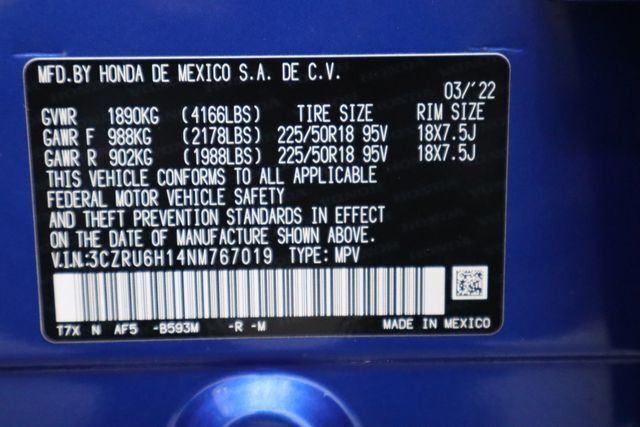 MFD.BY HONDA DE MEXICO S.A. DE C.V.
03/'22
GVWR 1890KG (4166LBS) TIRE SIZE RIM SIZE
GAWR F 988KG (2178LBS) 225/50R18 95V 18X7.5J
GAWR R 902KG (1988LBS) 225/50R18 95V 18X7.5J
THIS VEHICLE CONFORMS TO ALL APPLICABLE
FEDERAL MOTOR VEHICLE SAFETY
AND THEFT PREVENTION STANDARDS IN EFFECT
ON DATE OF MANUFACTURE SHOWN ABOVE.
V.I.N:3CZRU6H14NM767019 TYPE: MPV
T7X N AF5 -B593M -R -M MADE IN MEXICO